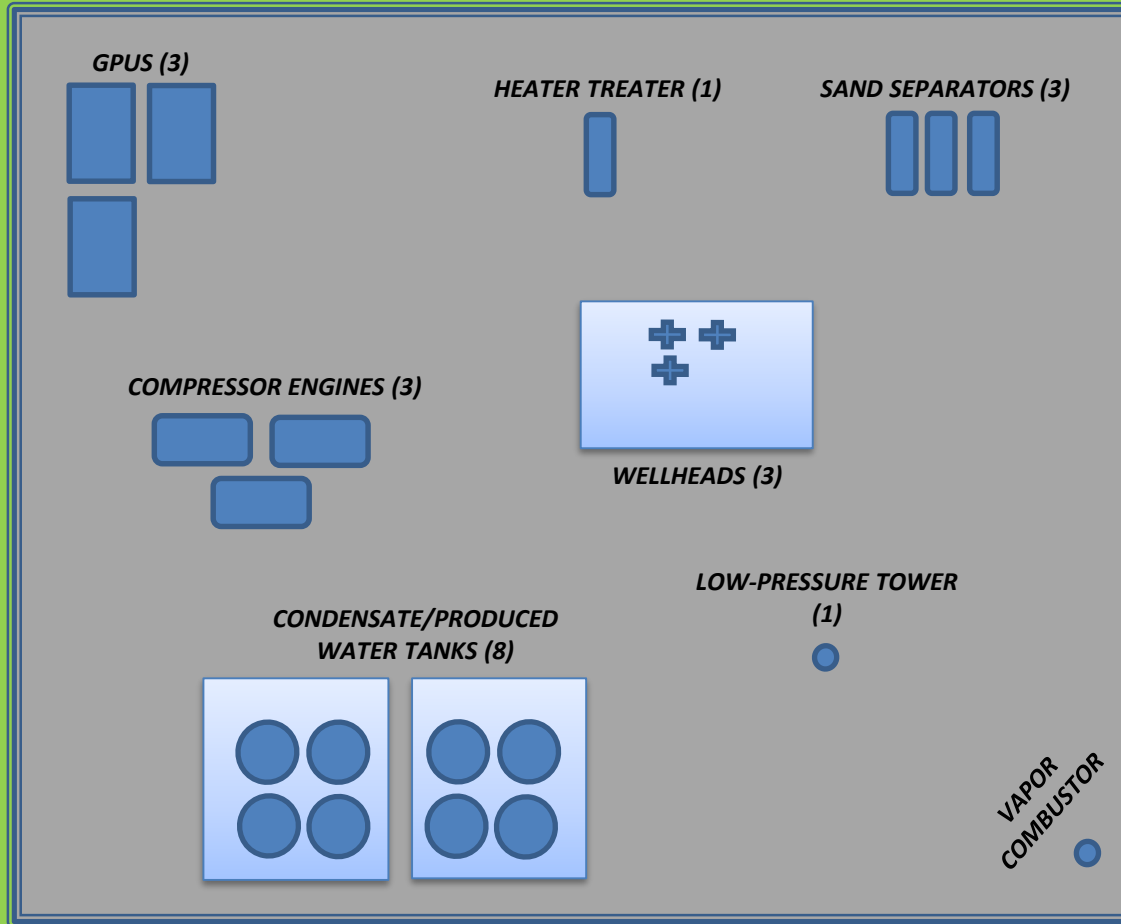 GPUS (3)
HEATER TREATER (1)
SAND SEPARATORS (3)
COMPRESSOR ENGINES (3)
WELLHEADS (3)
LOW-PRESSURE TOWER
(1)
CONDENSATE/PRODUCED
WATER TANKS (8)
VAPOR
COMBUSTOR